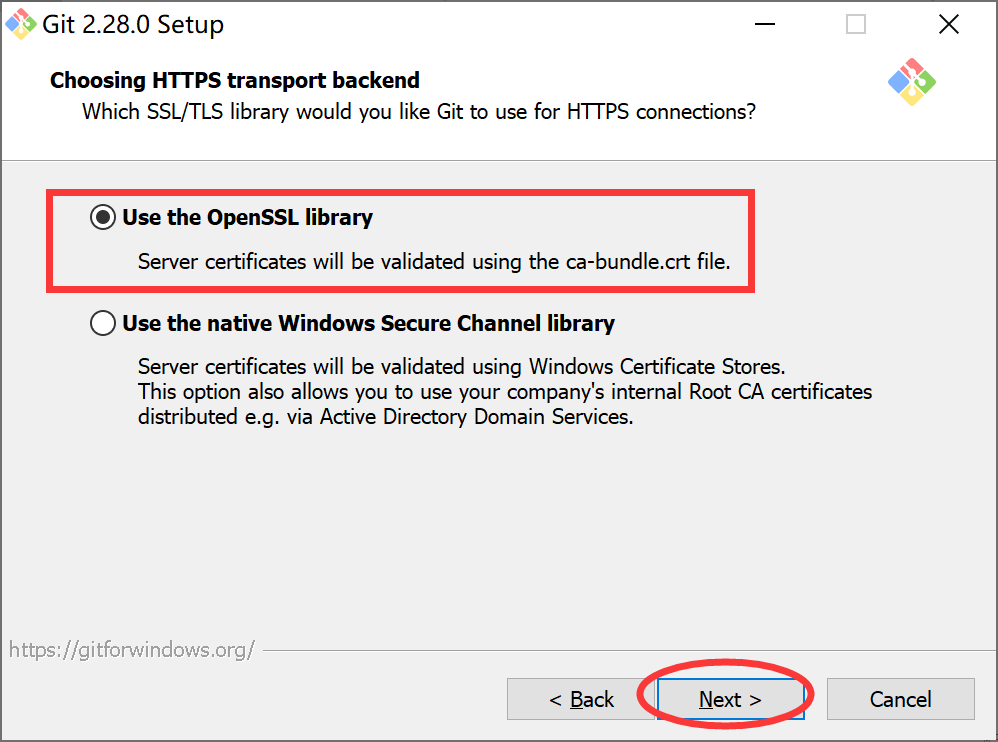 Git 2.28.0 Setup
Choosing HTTPS transport backend
Which SSL/TLS library would you like Git to use for HTTPS connections?
Use the OpenSSL library
Server certificates will be validated using the ca-bundle.crt file.
Use the native Windows Secure Channel library
Server certificates will be validated using Windows Certificate Stores.
This option also allows you to use your company's internal Root CA certificates
distributed e.g. via Active Directory Domain Services.
https://gitforwindows.org/
< Back Next > Cancel